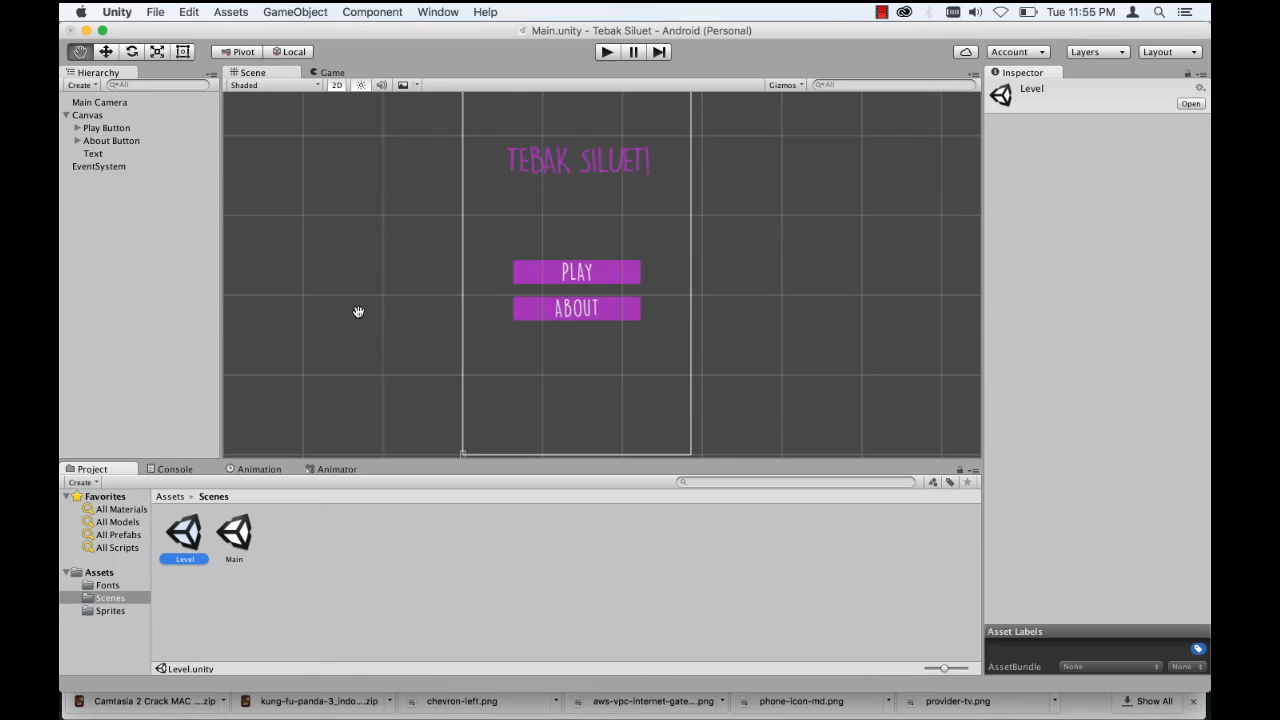 Unity File Edit Assets GameObject Component Window Help Tue 11:55 PM
Main.unity - Tebak Siluet - Android (Personal)
Pivot Local Account Layers Layout
Hierarchy Scene Game Inspector
Create All Shaded 2D Gizmos All Level
Open
Main Camera
Canvas
Play Button
About Button
Text
EventSystem
TEBAK SILUET!
PLAY
ABOUT
Project Console Animation Animator
Create
Favorites Assets Scenes
All Materials
All Models
All Prefabs
All Scripts
Level Main
Assets
Fonts
Scenes
Sprites
Asset Labels
Level.unity AssetBundle None None
Camtasia 2 Crack MAC ....zip kung-fu-panda-3_indo....zip chevron-left.png aws-vpc-internet-gate....png phone-icon-md.png provider-tv.png Show All